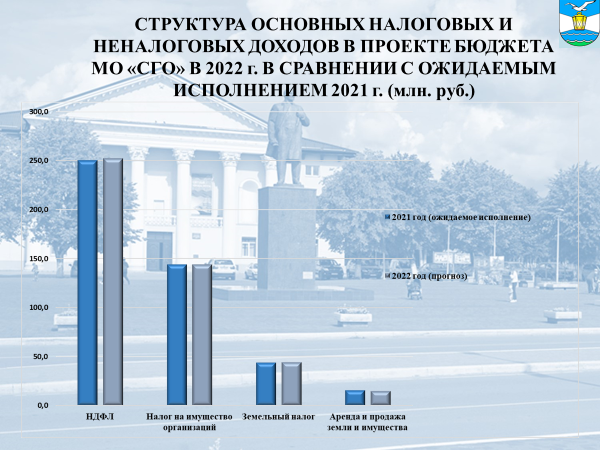 СТРУКТУРА ОСНОВНЫХ НАЛОГОВЫХ И
НЕНАЛОГОВЫХ ДОХОДОВ В ПРОЕКТЕ БЮДЖЕТА
МО «СГО» В 2022 г. В СРАВНЕНИИ С ОЖИДАЕМЫМ
ИСПОЛНЕНИЕМ 2021 г. (млн. руб.)
300,0
250,0
200,0
150,0
100,0
50,0
0,0
2021 год (ожидаемое исполнение)
2022 год (прогноз)
НДФЛ
Налог на имущество
организаций
Земельный налог
Аренда и продажа
земли и имущества